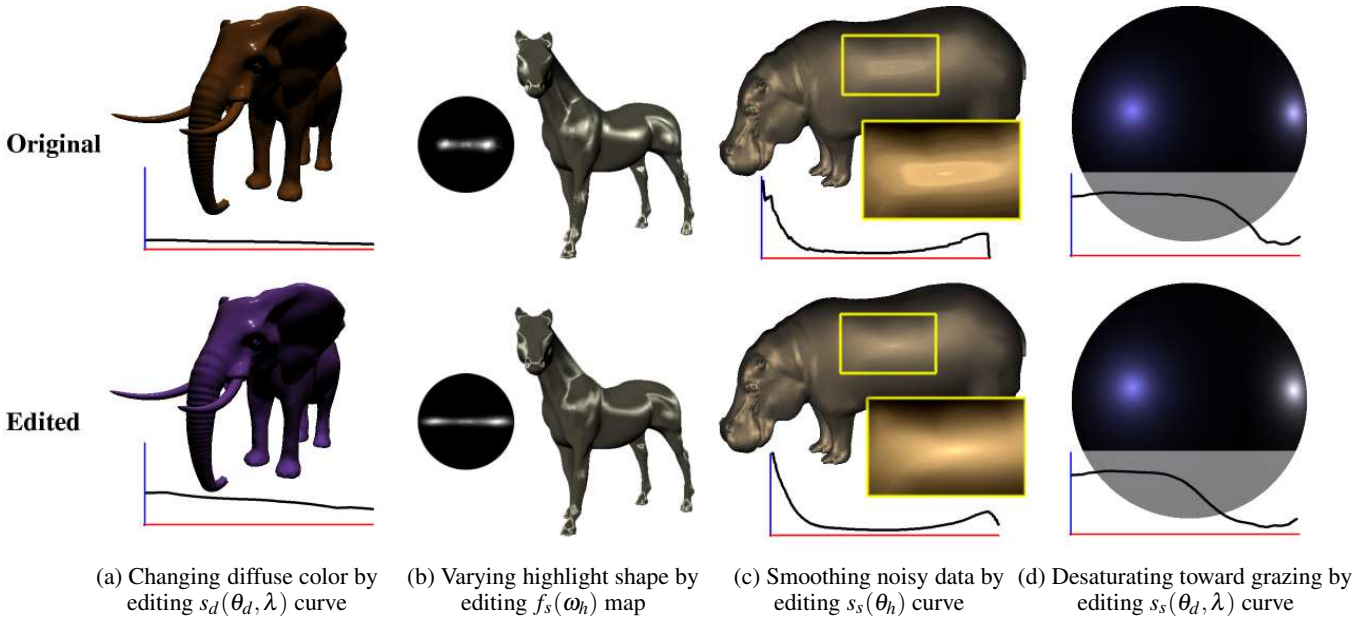 Original
Edited
(a) Changing diffuse color by
editing s_d(θ_d, λ) curve
(b) Varying highlight shape by
editing f_s(ω_h) map
(c) Smoothing noisy data by
editing s_s(θ_h) curve
(d) Desaturating toward grazing by
editing s_s(θ_d, λ) curve